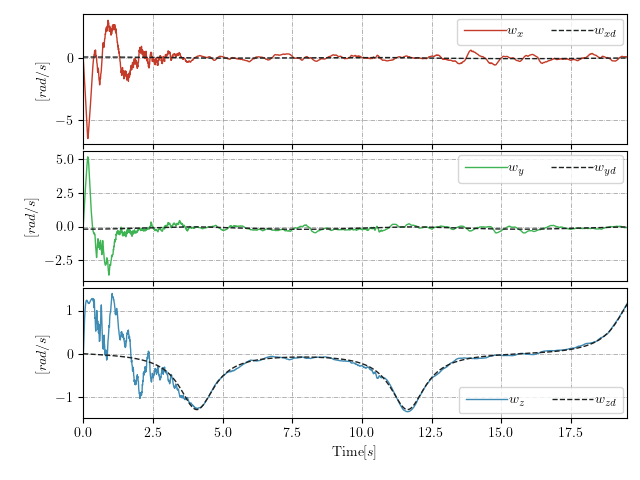 0
−5
[rad/s]
w_x w_xd
5.0
2.5
0.0
−2.5
[rad/s]
w_y w_yd
1
0
−1
[rad/s]
w_z w_zd
0.0 2.5 5.0 7.5 10.0 12.5 15.0 17.5
Time[s]